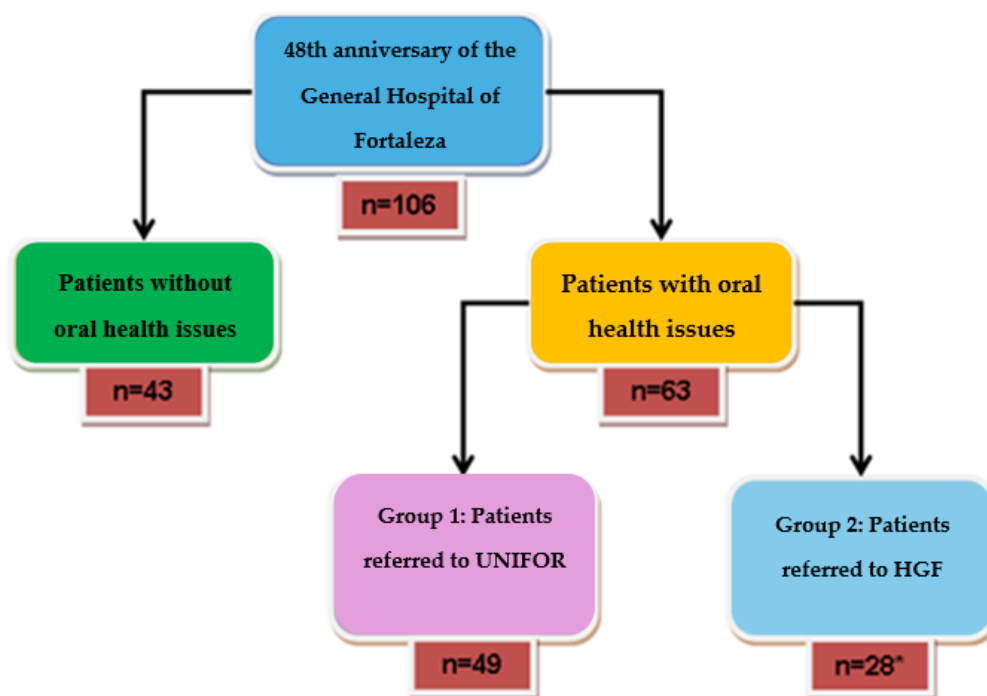 48th anniversary of the
General Hospital of
Fortaleza
n=106
Patients without
oral health issues
n=43
Patients with oral
health issues
n=63
Group 1: Patients
referred to UNIFOR
n=49
Group 2: Patients
referred to HGF
n=28*